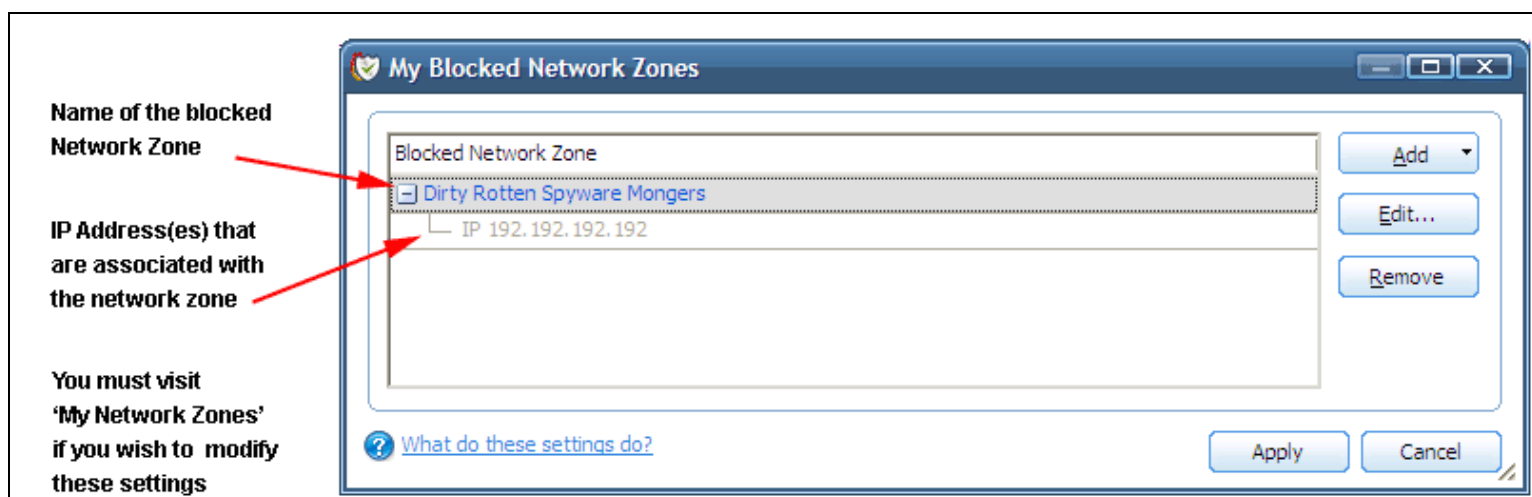 Name of the blocked
Network Zone
IP Address(es) that
are associated with
the network zone
You must visit
‘My Network Zones’
if you wish to modify
these settings
My Blocked Network Zones
Blocked Network Zone
Dirty Rotten Spyware Mongers
IP 192.192.192.192
Add
Edit...
Remove
What do these settings do?
Apply
Cancel